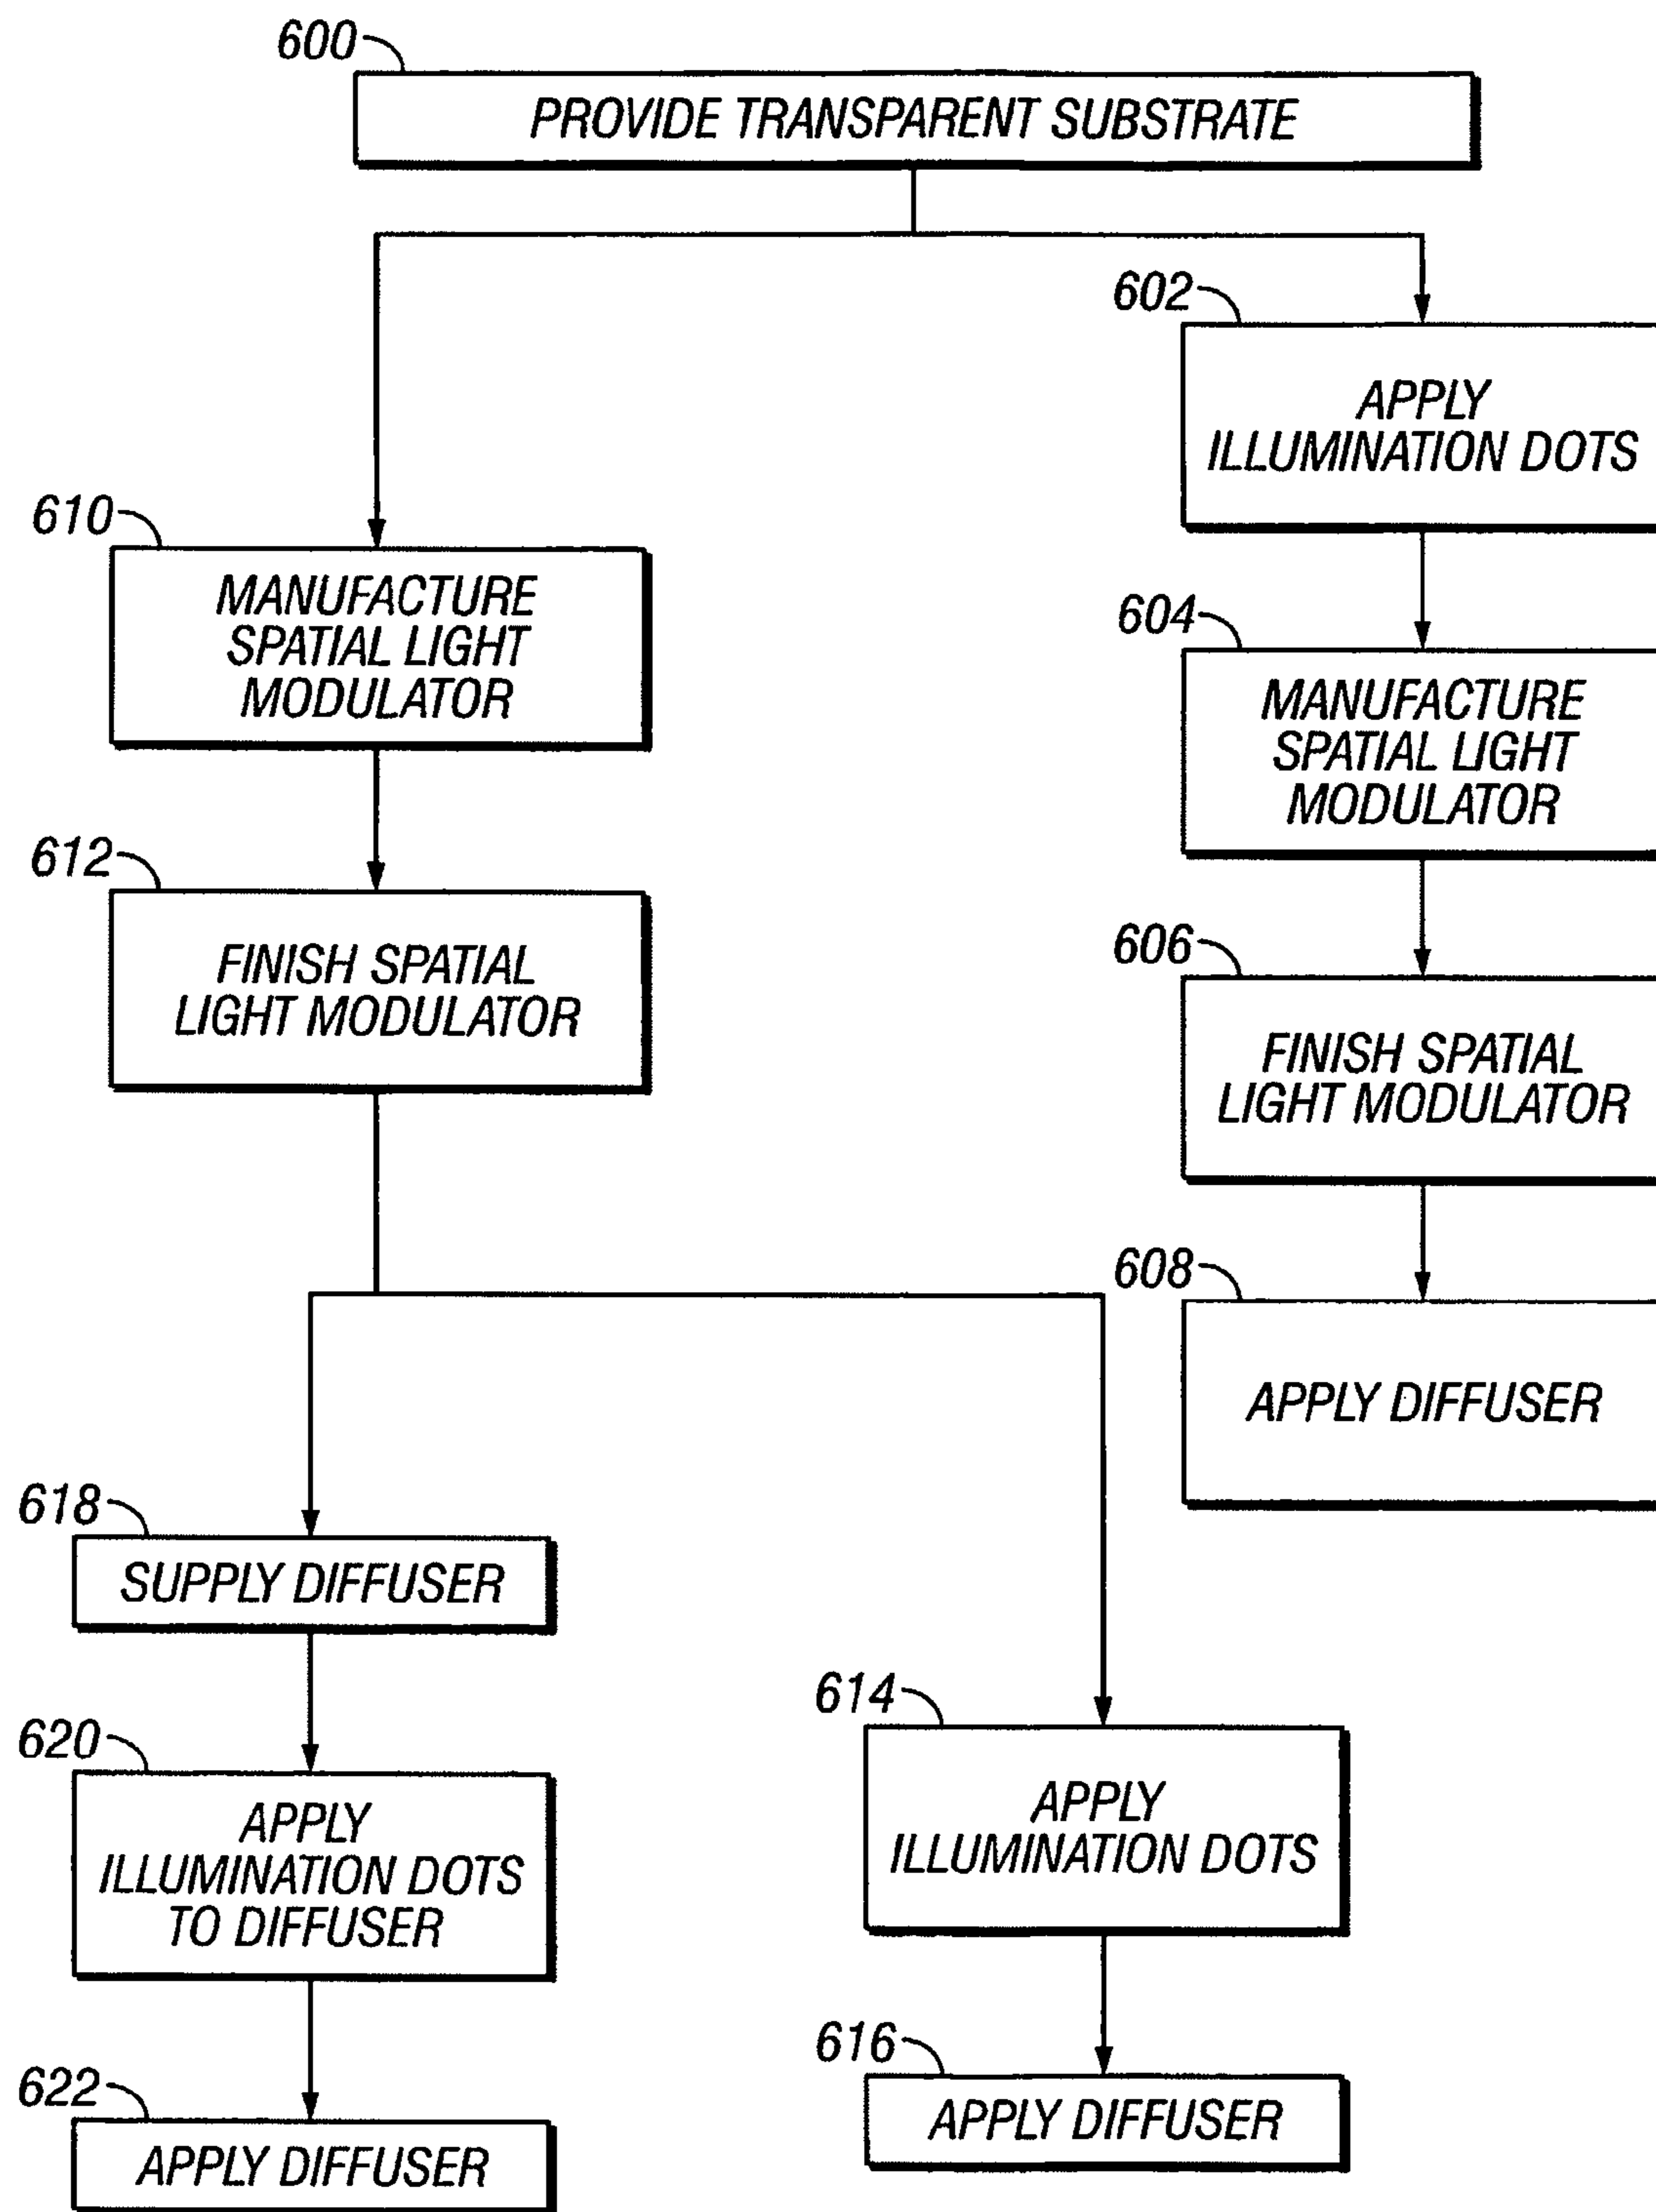 600
PROVIDE TRANSPARENT SUBSTRATE
602
APPLY
ILLUMINATION DOTS
610
MANUFACTURE
SPATIAL LIGHT
MODULATOR
604
MANUFACTURE
SPATIAL LIGHT
MODULATOR
612
FINISH SPATIAL
LIGHT MODULATOR
606
FINISH SPATIAL
LIGHT MODULATOR
608
APPLY DIFFUSER
618
SUPPLY DIFFUSER
614
APPLY
ILLUMINATION DOTS
620
APPLY
ILLUMINATION DOTS
TO DIFFUSER
616
APPLY DIFFUSER
622
APPLY DIFFUSER